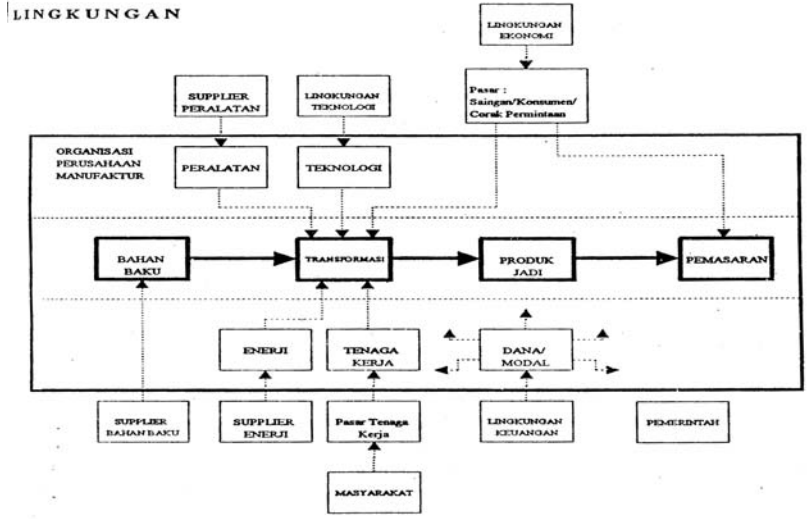 LINGKUNGAN
LINGKUNGAN
EKONOMI
SUPPLIER
PERALATAN
LINGKUNGAN
TEKNOLOGI
Pasar :
Saingan/Konsumen/
Corak Permintaan
ORGANISASI
PERUSAHAAN
MANUFAKTUR
PERALATAN
TEKNOLOGI
BAHAN
BAKU
TRANSFORMASI
PRODUK
JADI
PEMASARAN
ENERJI
TENAGA
KERJA
DANA/
MODAL
SUPPLIER
BAHAN BAKU
SUPPLIER
ENERJI
Pasar Tenaga
Kerja
LINGKUNGAN
KEUANGAN
PEMERINTAH
MASYARAKAT